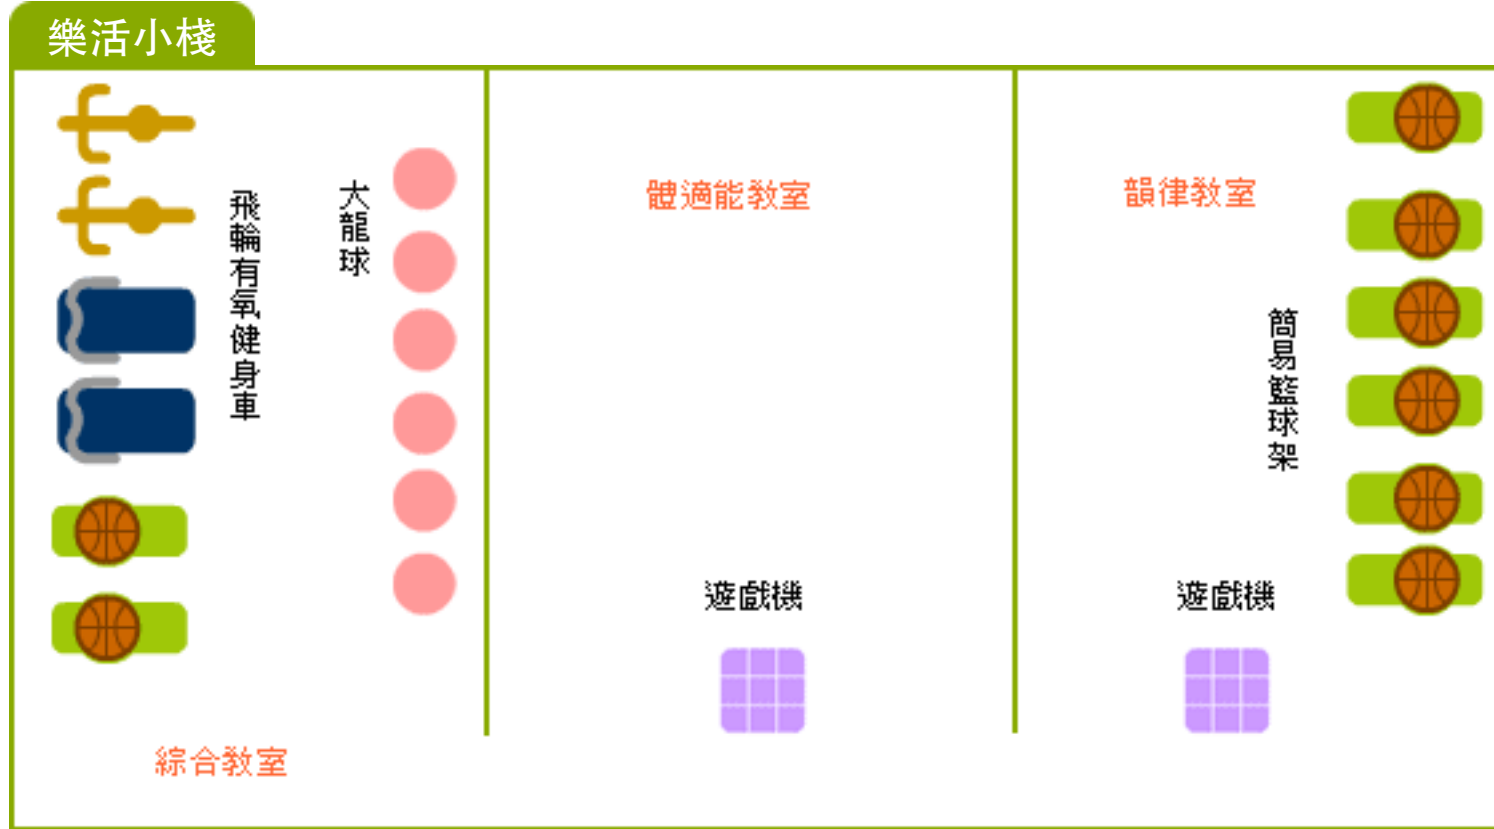 樂活小棧
飛輪有氧健身車
大龍球
體適能教室
韻律教室
簡易籃球架
遊戲機
遊戲機
綜合教室